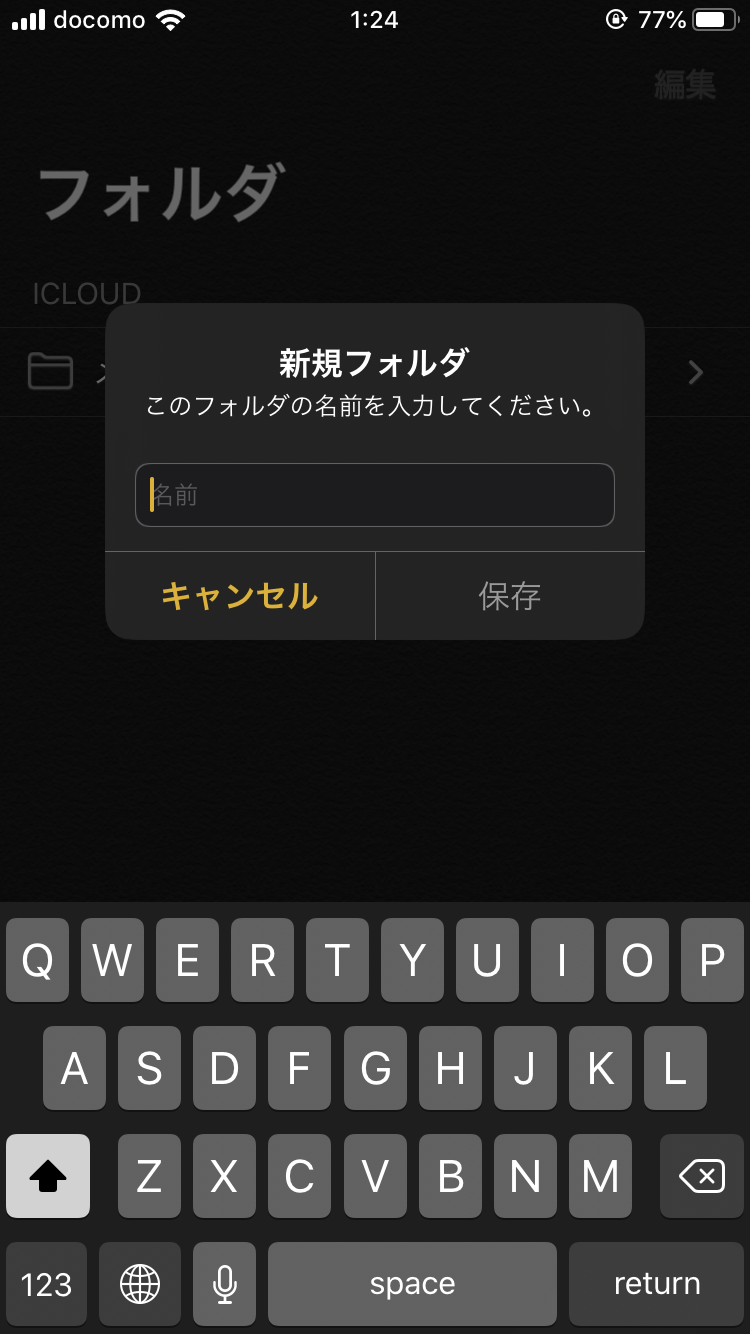 docomo 1:24 77%
編集
フォルダ
ICLOUD
新規フォルダ
このフォルダの名前を入力してください。
名前
キャンセル 保存
Q W E R T Y U I O P
A S D F G H J K L
Z X C V B N M
123 space return